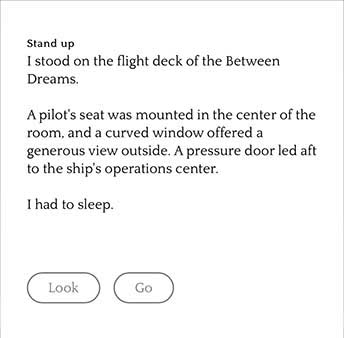 Stand up
I stood on the flight deck of the Between
Dreams.
A pilot's seat was mounted in the center of the
room, and a curved window offered a
generous view outside. A pressure door led aft
to the ship's operations center.
I had to sleep.
Look
Go